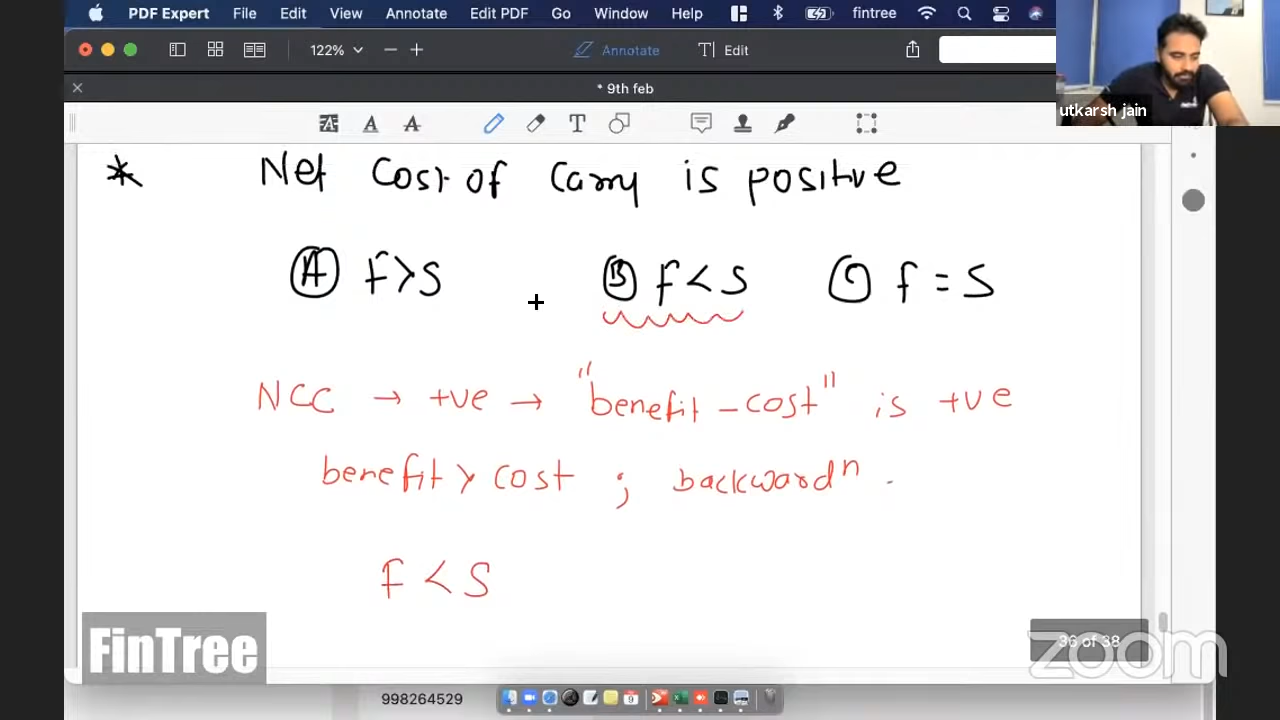 PDF Expert File Edit View Annotate Edit PDF Go Window Help fintree
122% Annotate T| Edit
* 9th feb
utkarsh jain
* Net Cost of Carry is positive
A F>S B F<S C F=S
NCC → +ve → "benefit - cost" is +ve
benefit > cost ; backwardⁿ .
F < S
FinTree
36 of 38
zoom
998264529